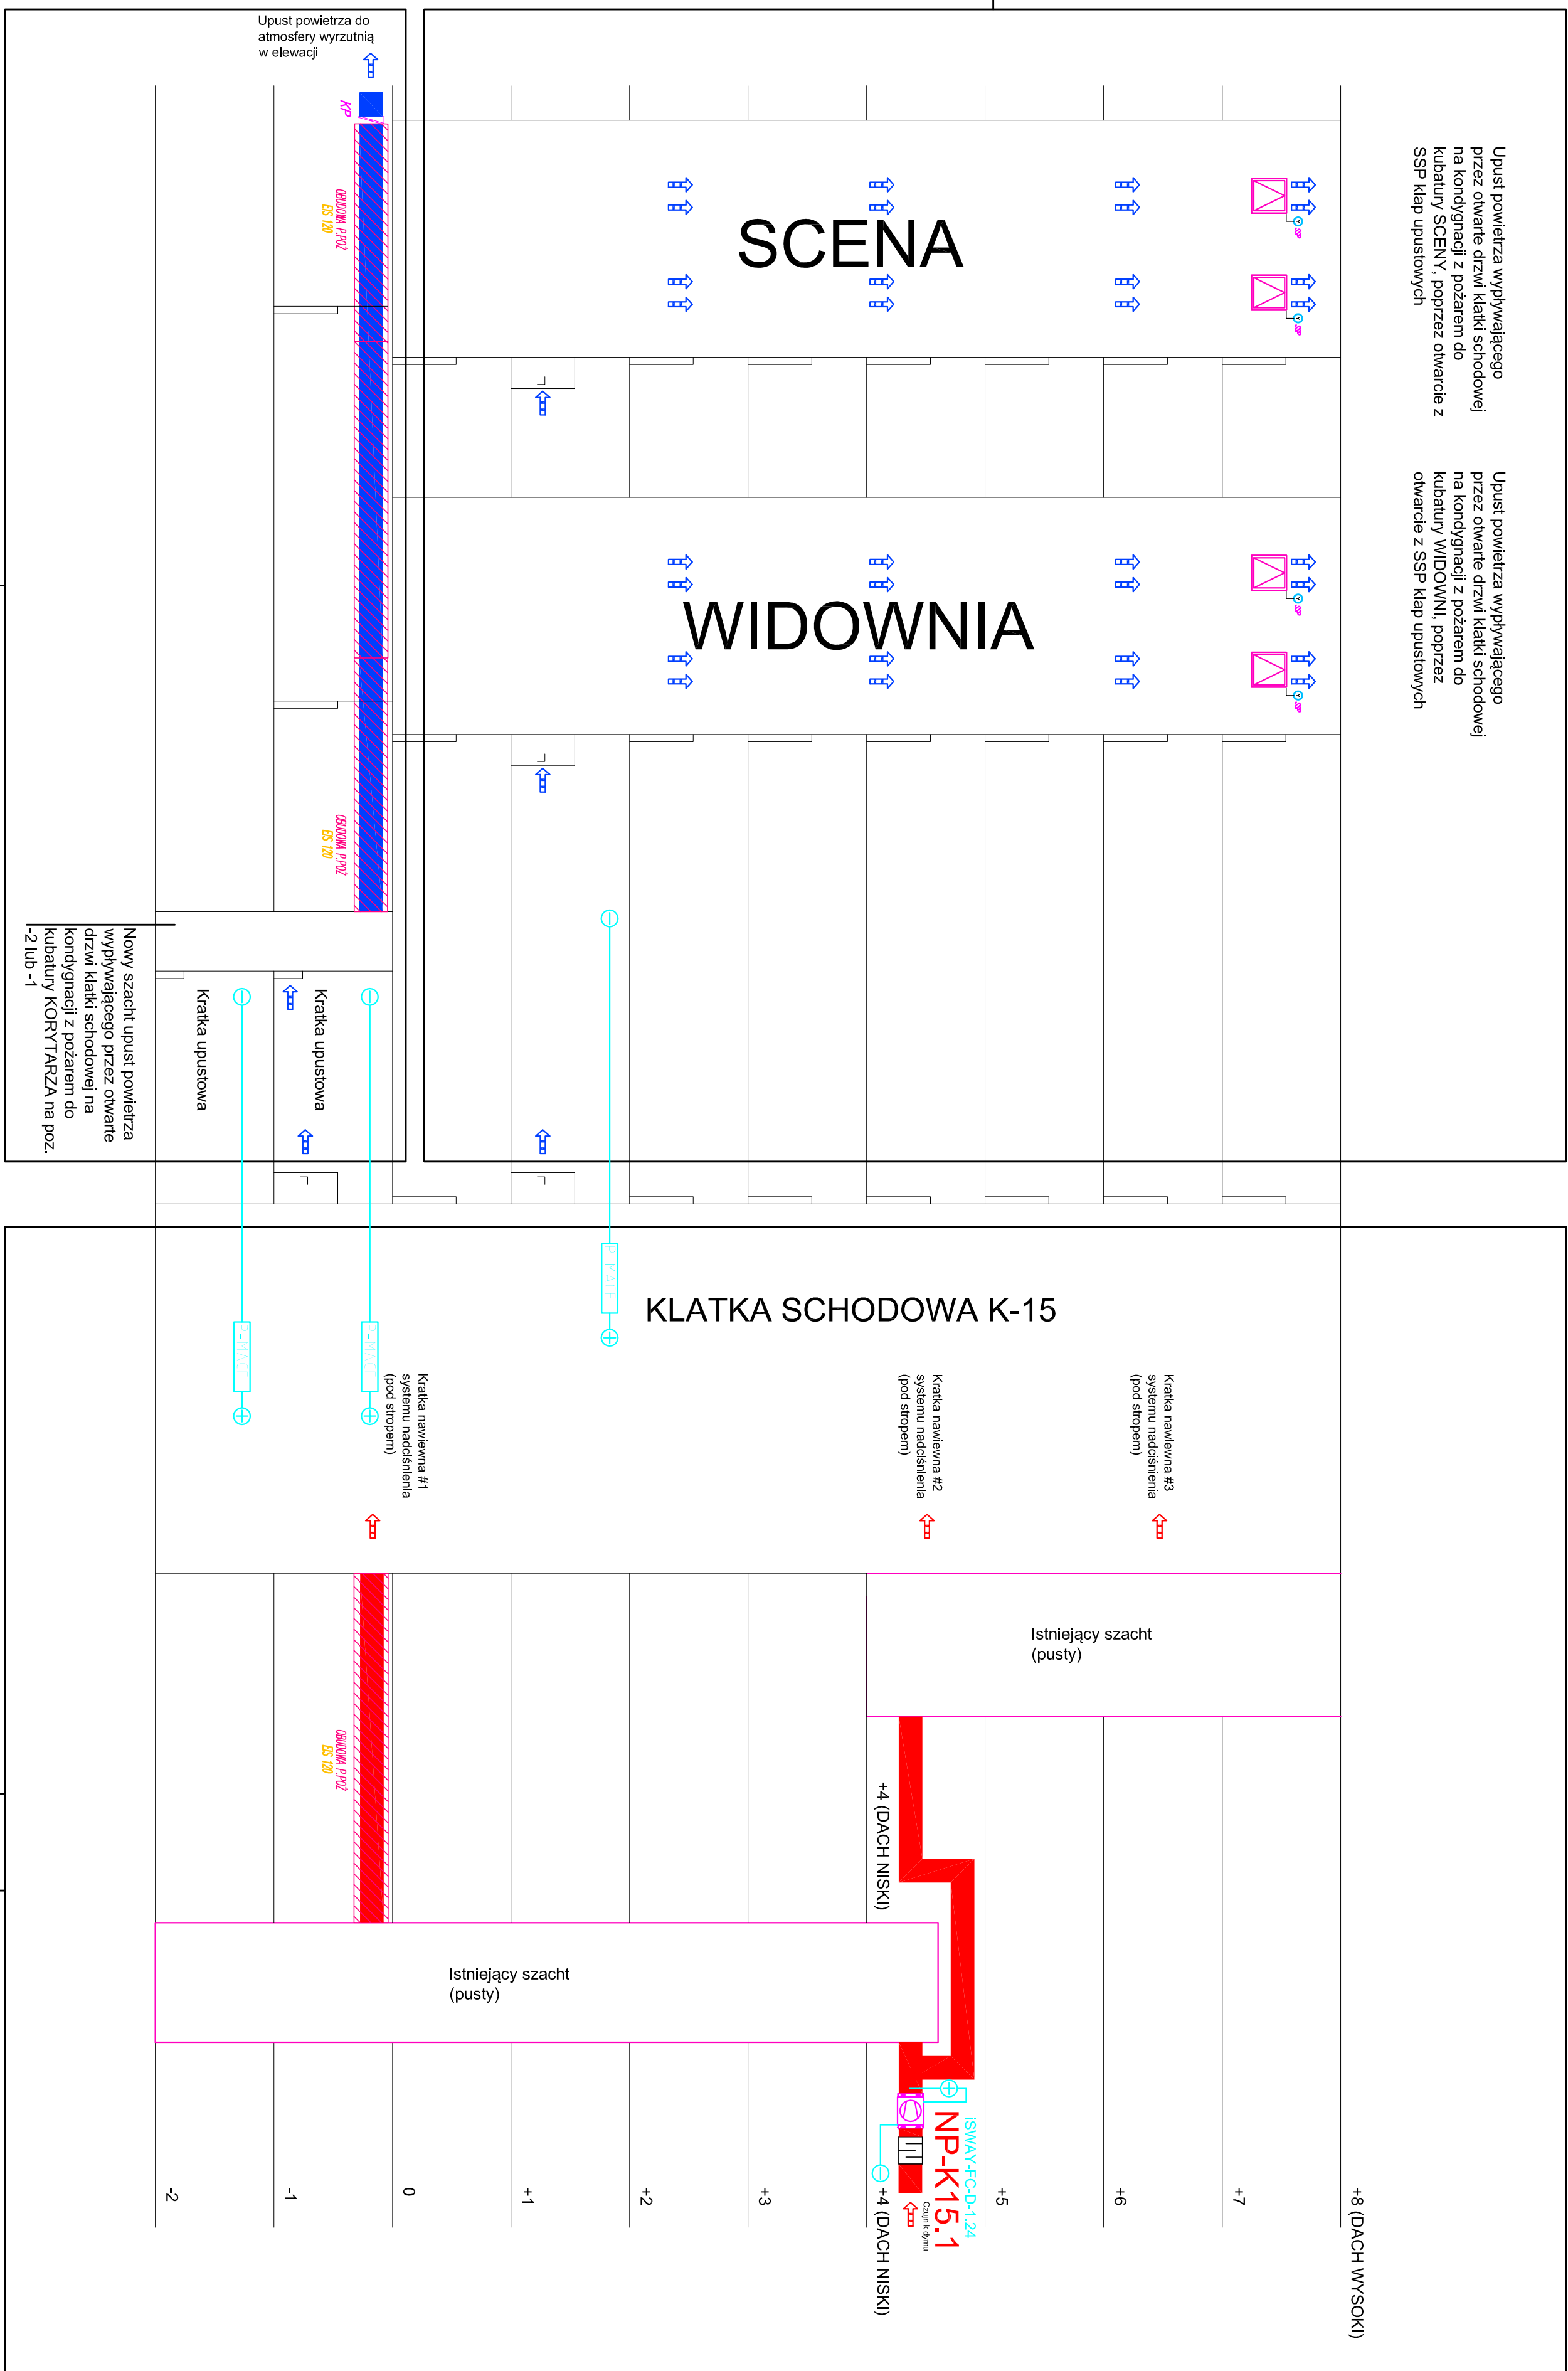 Upust powietrza do
atmosfery wyrzutnią
w elewacji
KP
OBUDOWA P.POŻ
EIS 120
OBUDOWA P.POŻ
EIS 120
Nowy szacht upust powietrza
wypływającego przez otwarte
drzwi klatki schodowej na
kondygnacji z pożarem do
kubatury KORYTARZA na poz.
-2 lub -1
Kratka upustowa
Kratka upustowa
Upust powietrza wypływającego
przez otwarte drzwi klatki schodowej
na kondygnacji z pożarem do
kubatury SCENY, poprzez otwarcie z
SSP klap upustowych
Upust powietrza wypływającego
przez otwarte drzwi klatki schodowej
na kondygnacji z pożarem do
kubatury WIDOWNI, poprzez
otwarcie z SSP klap upustowych
SCENA
SSP
SSP
WIDOWNIA
SSP
SSP
KLATKA SCHODOWA K-15
P-MACF
P-MACF
P-MACF
Kratka nawiewna #1
systemu nadciśnienia
(pod stropem)
Kratka nawiewna #2
systemu nadciśnienia
(pod stropem)
Kratka nawiewna #3
systemu nadciśnienia
(pod stropem)
Istniejący szacht
(pusty)
OBUDOWA P.POŻ
EIS 120
+4 (DACH NISKI)
Istniejący szacht
(pusty)
iSWAY-FC-D-1.24
NP-K15.1
Czujnik dymu
+8 (DACH WYSOKI)
+7
+6
+5
+4 (DACH NISKI)
+3
+2
+1
0
-1
-2